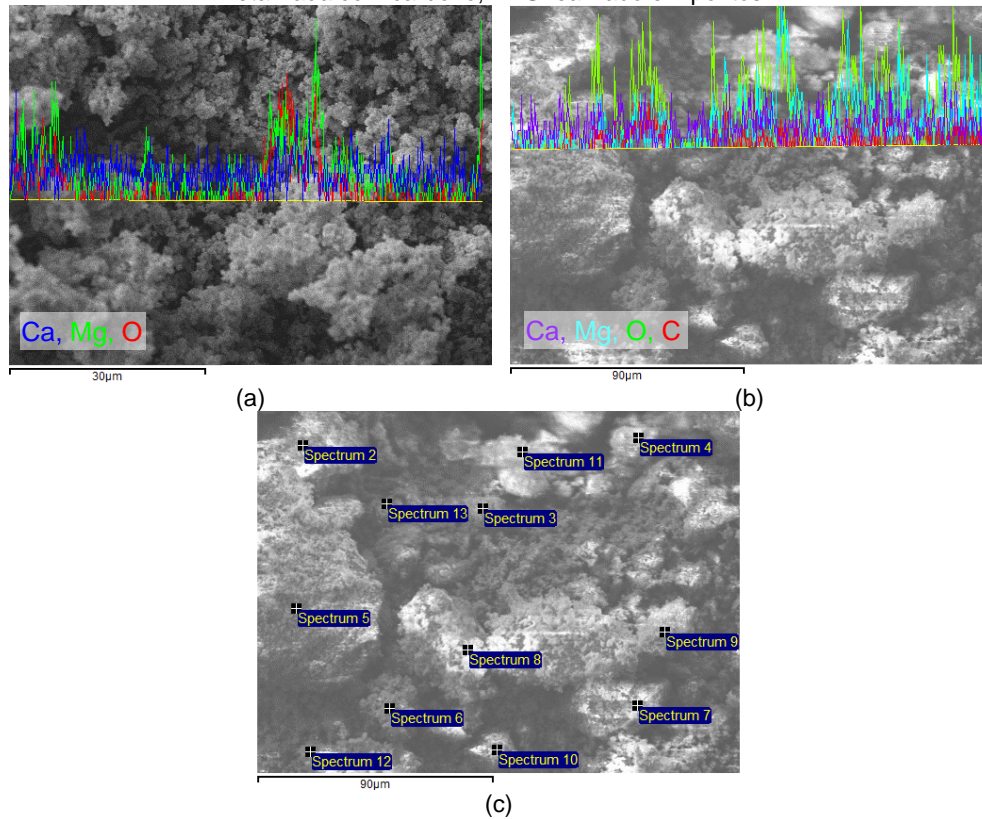 Ca, Mg, O
30µm
(a)
Ca, Mg, O, C
90µm
(b)
Spectrum 2
Spectrum 11
Spectrum 4
Spectrum 13
Spectrum 3
Spectrum 5
Spectrum 9
Spectrum 8
Spectrum 6
Spectrum 7
Spectrum 12
Spectrum 10
90µm
(c)